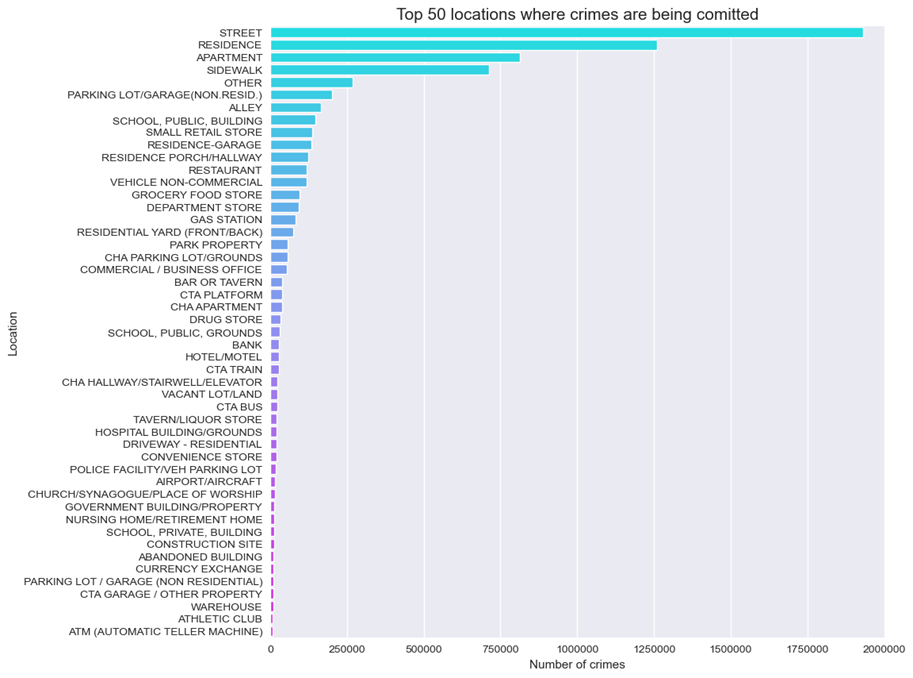 Top 50 locations where crimes are being comitted
STREET
RESIDENCE
APARTMENT
SIDEWALK
OTHER
PARKING LOT/GARAGE(NON.RESID.)
ALLEY
SCHOOL, PUBLIC, BUILDING
SMALL RETAIL STORE
RESIDENCE-GARAGE
RESIDENCE PORCH/HALLWAY
RESTAURANT
VEHICLE NON-COMMERCIAL
GROCERY FOOD STORE
DEPARTMENT STORE
GAS STATION
RESIDENTIAL YARD (FRONT/BACK)
PARK PROPERTY
CHA PARKING LOT/GROUNDS
COMMERCIAL / BUSINESS OFFICE
BAR OR TAVERN
CTA PLATFORM
CHA APARTMENT
DRUG STORE
SCHOOL, PUBLIC, GROUNDS
BANK
HOTEL/MOTEL
CTA TRAIN
CHA HALLWAY/STAIRWELL/ELEVATOR
VACANT LOT/LAND
CTA BUS
TAVERN/LIQUOR STORE
HOSPITAL BUILDING/GROUNDS
DRIVEWAY - RESIDENTIAL
CONVENIENCE STORE
POLICE FACILITY/VEH PARKING LOT
AIRPORT/AIRCRAFT
CHURCH/SYNAGOGUE/PLACE OF WORSHIP
GOVERNMENT BUILDING/PROPERTY
NURSING HOME/RETIREMENT HOME
SCHOOL, PRIVATE, BUILDING
CONSTRUCTION SITE
ABANDONED BUILDING
CURRENCY EXCHANGE
PARKING LOT / GARAGE (NON RESIDENTIAL)
CTA GARAGE / OTHER PROPERTY
WAREHOUSE
ATHLETIC CLUB
ATM (AUTOMATIC TELLER MACHINE)
Location
0 250000 500000 750000 1000000 1250000 1500000 1750000 2000000
Number of crimes